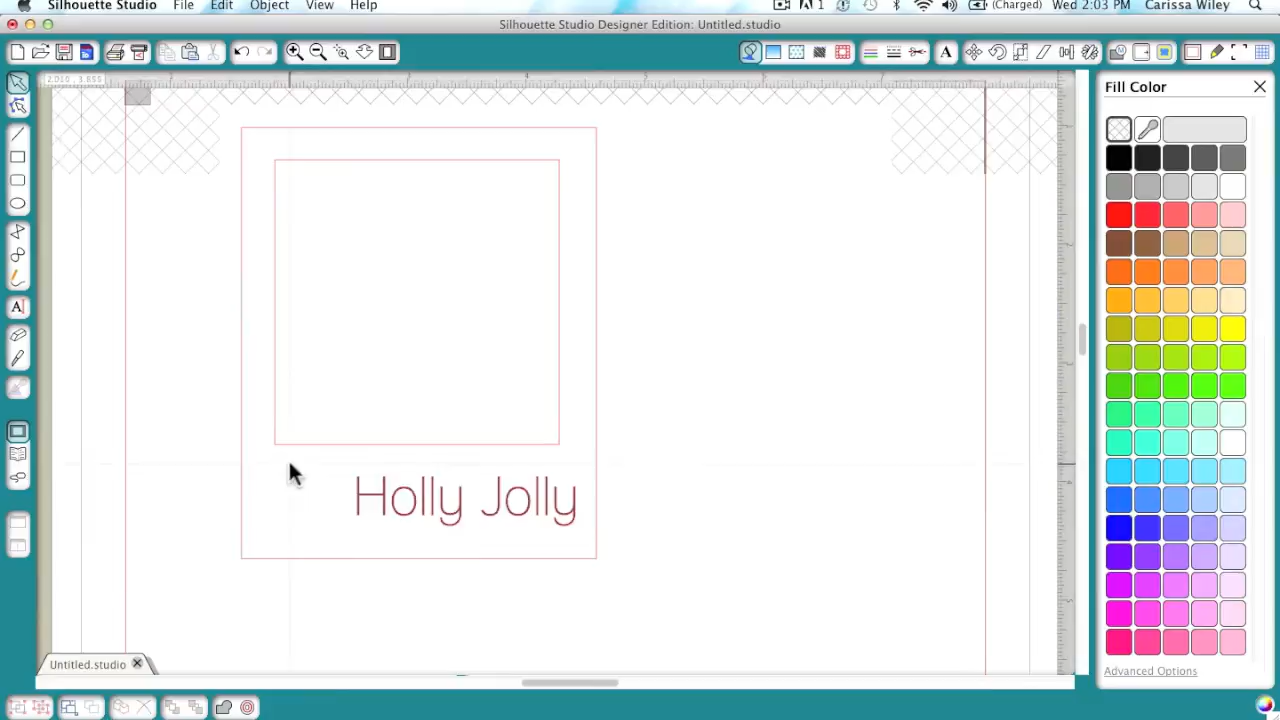 Silhouette Studio File Edit Object View Help 1 (Charged) Wed 2:03 PM Carissa Wiley
Silhouette Studio Designer Edition: Untitled.studio
A
Fill Color
A
Holly Jolly
Untitled.studio
Advanced Options